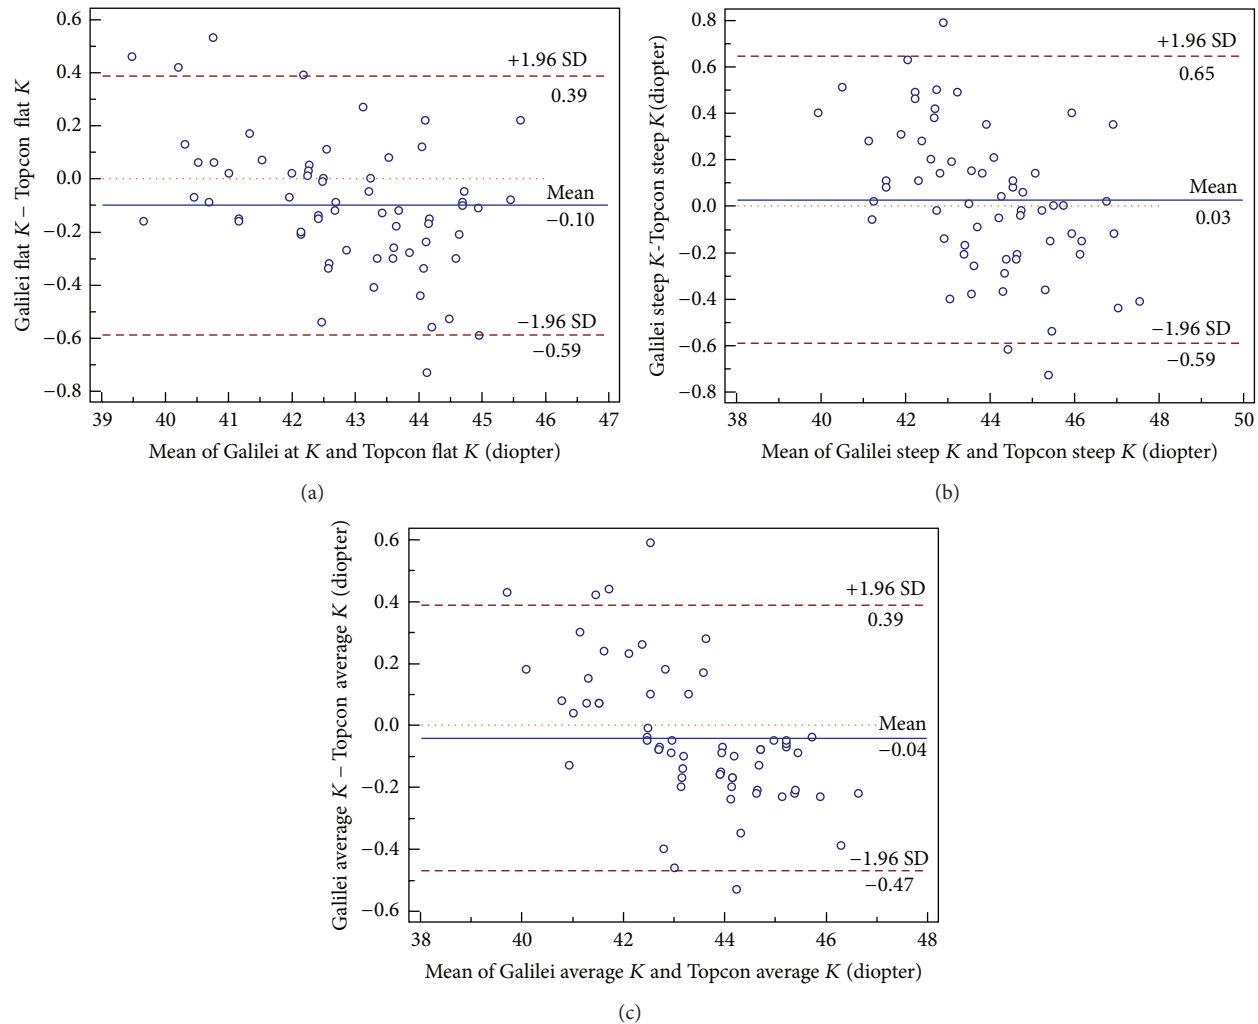 0.6
0.4
0.2
0.0
−0.2
−0.4
−0.6
−0.8
Galilei flat K − Topcon flat K
+1.96 SD
0.39
Mean
−0.10
−1.96 SD
−0.59
39 40 41 42 43 44 45 46 47
Mean of Galilei at K and Topcon flat K (diopter)
(a)
0.8
0.6
0.4
0.2
0.0
−0.2
−0.4
−0.6
−0.8
Galilei steep K-Topcon steep K(diopter)
+1.96 SD
0.65
Mean
0.03
−1.96 SD
−0.59
38 40 42 44 46 48 50
Mean of Galilei steep K and Topcon steep K (diopter)
(b)
0.6
0.4
0.2
0.0
−0.2
−0.4
−0.6
Galilei average K − Topcon average K (diopter)
+1.96 SD
0.39
Mean
−0.04
−1.96 SD
−0.47
38 40 42 44 46 48
Mean of Galilei average K and Topcon average K (diopter)
(c)